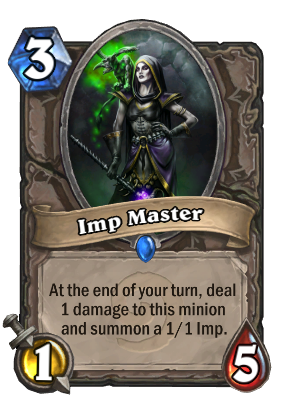 3
Imp Master
At the end of your turn, deal
1 damage to this minion
and summon a 1/1 Imp.
1
5